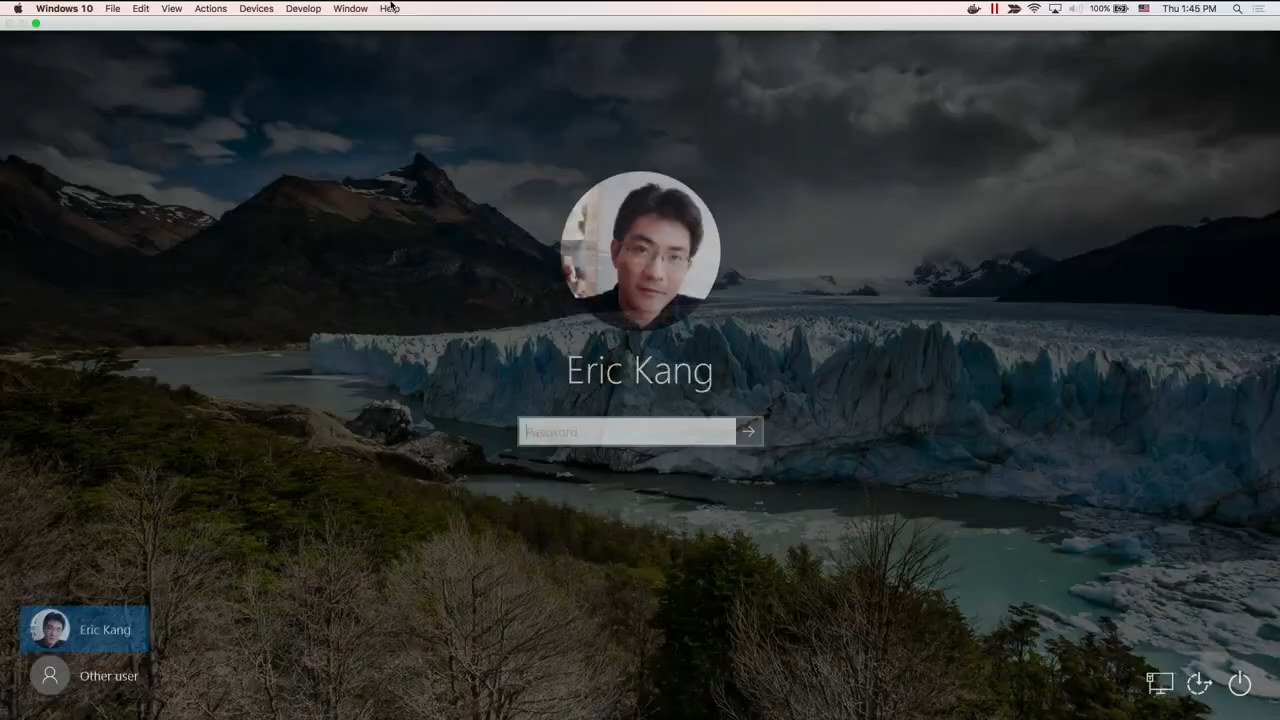 Windows 10 File Edit View Actions Devices Develop Window Help 100% Thu 1:45 PM
Eric Kang
Password
Eric Kang
Other user